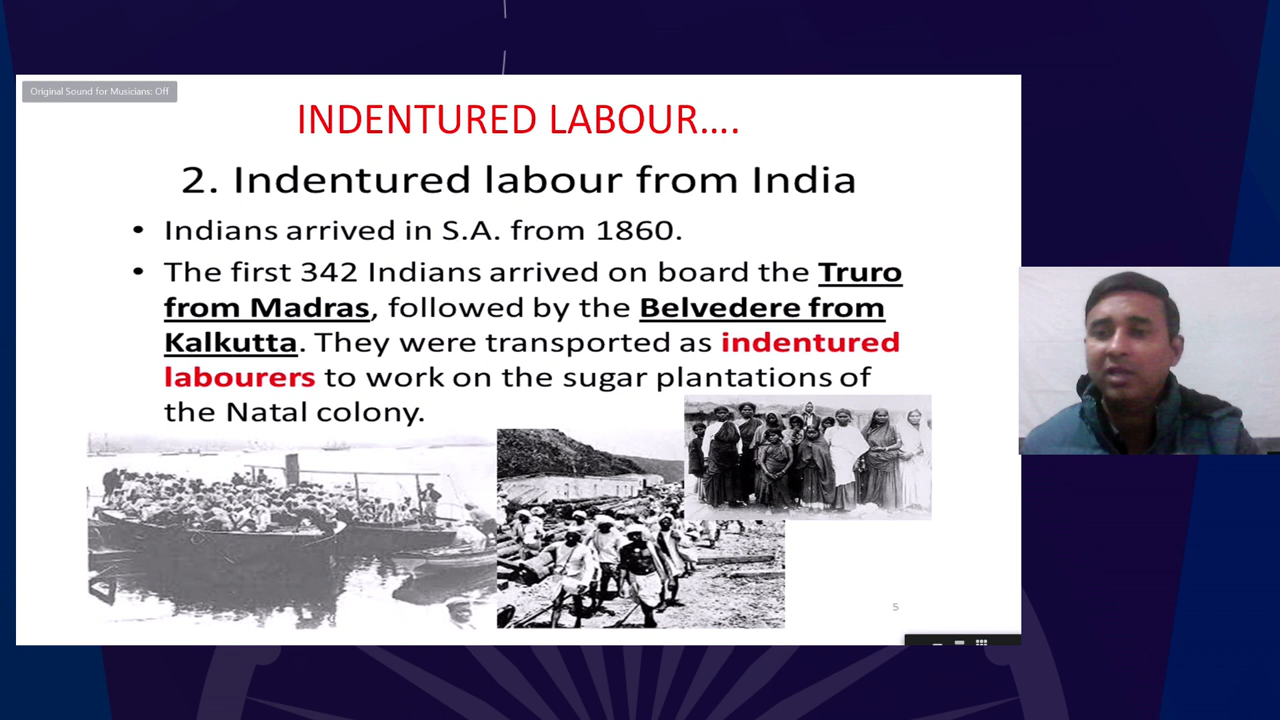 Original Sound for Musicians: Off
INDENTURED LABOUR....
2. Indentured labour from India
• Indians arrived in S.A. from 1860.
• The first 342 Indians arrived on board the Truro
from Madras, followed by the Belvedere from
Kalkutta. They were transported as indentured
labourers to work on the sugar plantations of
the Natal colony.
5